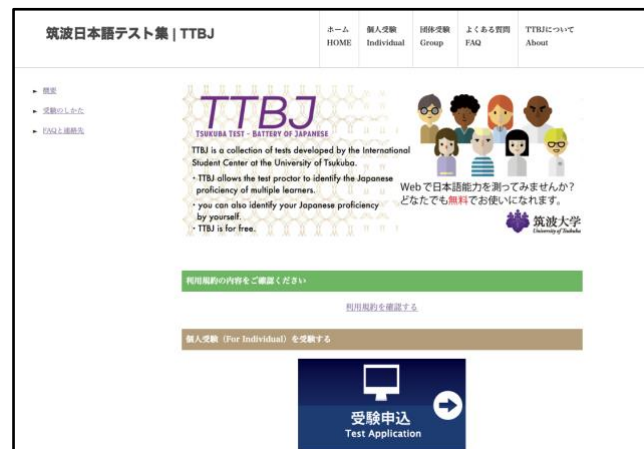 筑波日本語テスト集 | TTBJ
ホーム
HOME
個人受験
Individual
団体受験
Group
よくある質問
FAQ
TTBJについて
About
概要
受験のしかた
FAQと連絡先
TTBJ
TSUKUBA TEST - BATTERY OF JAPANESE
TTBJ is a collection of tests developed by the International
Student Center at the University of Tsukuba.
・TTBJ allows the test proctor to identify the Japanese
proficiency of multiple learners.
・you can also identify your Japanese proficiency
by yourself.
・TTBJ is for free.
Webで日本語能力を測ってみませんか?
どなたでも無料でお使いになれます。
筑波大学
University of Tsukuba
利用規約の内容をご確認ください
利用規約を確認する
個人受験（For Individual）を受験する
受験申込
Test Application